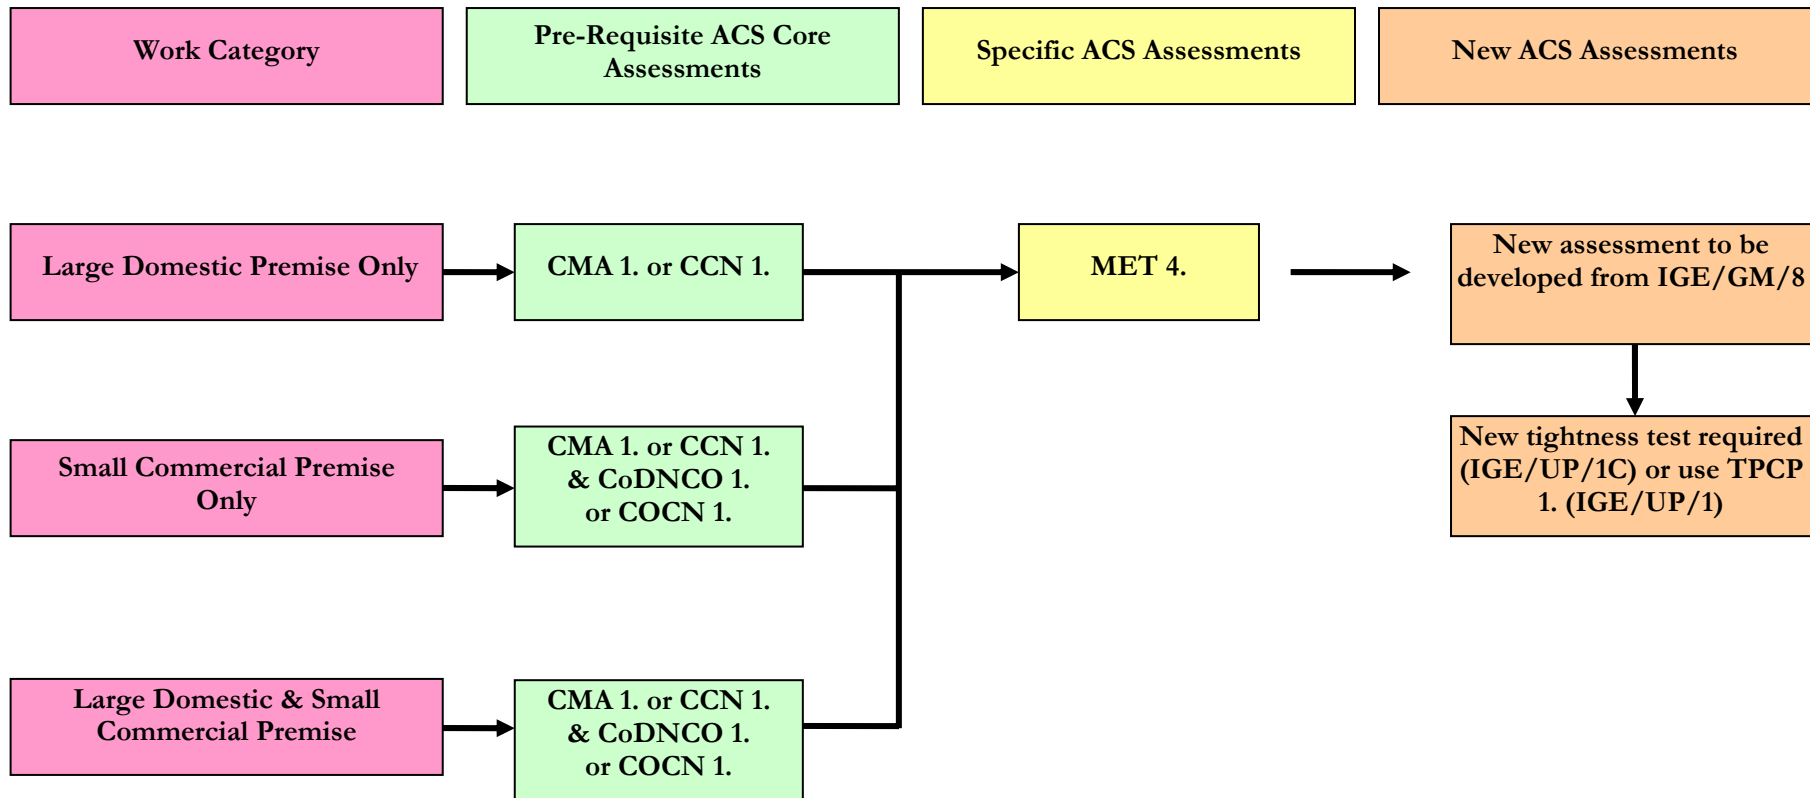 Work Category
Pre-Requisite ACS Core
Assessments
Specific ACS Assessments
New ACS Assessments
Large Domestic Premise Only
CMA 1. or CCN 1.
MET 4.
New assessment to be
developed from IGE/GM/8
Small Commercial Premise
Only
CMA 1. or CCN 1.
& CoDNCO 1.
or COCN 1.
New tightness test required
(IGE/UP/1C) or use TPCP
1. (IGE/UP/1)
Large Domestic & Small
Commercial Premise
CMA 1. or CCN 1.
& CoDNCO 1.
or COCN 1.